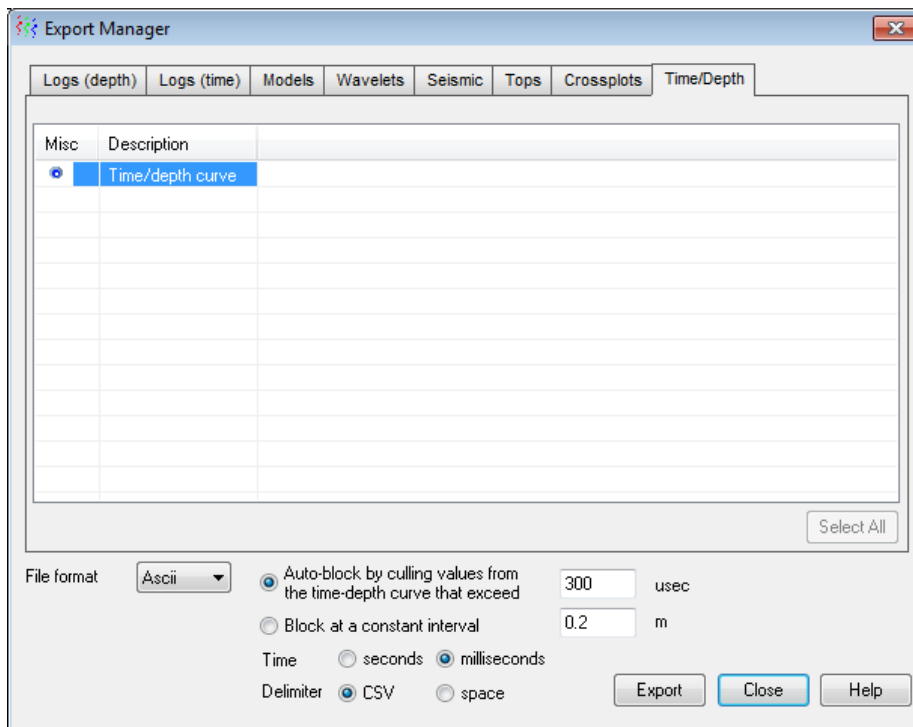 Export Manager
Logs (depth) Logs (time) Models Wavelets Seismic Tops Crossplots Time/Depth
Misc Description
Time/depth curve
Select All
File format Ascii Auto-block by culling values from
the time-depth curve that exceed 300 usec
Block at a constant interval 0.2 m
Time seconds milliseconds
Delimiter CSV space Export Close Help